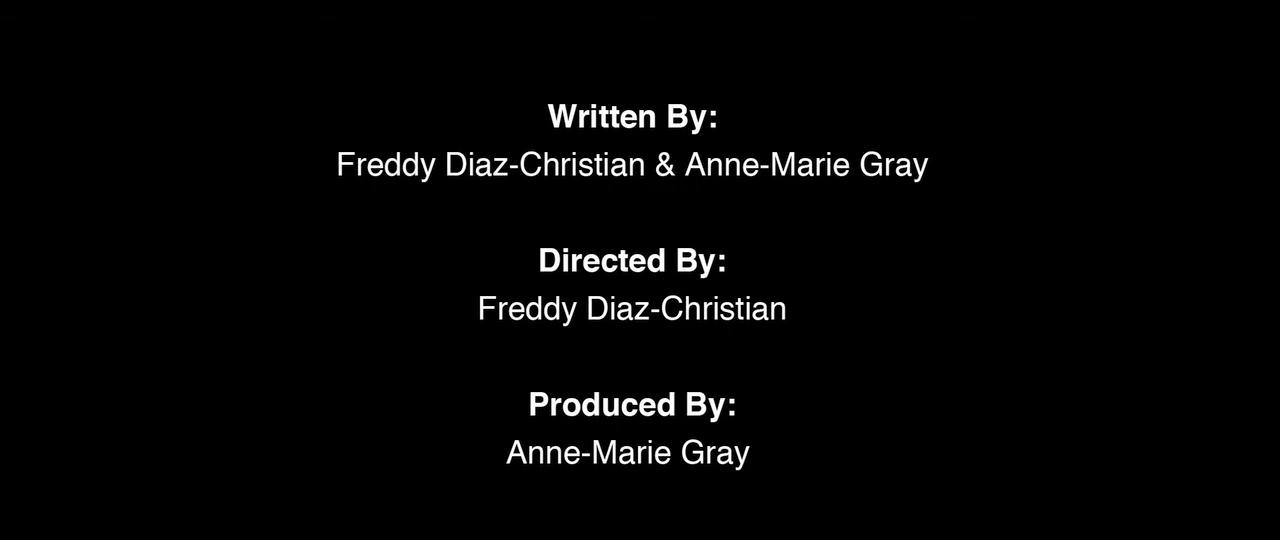 Written By:
Freddy Diaz-Christian & Anne-Marie Gray
Directed By:
Freddy Diaz-Christian
Produced By:
Anne-Marie Gray